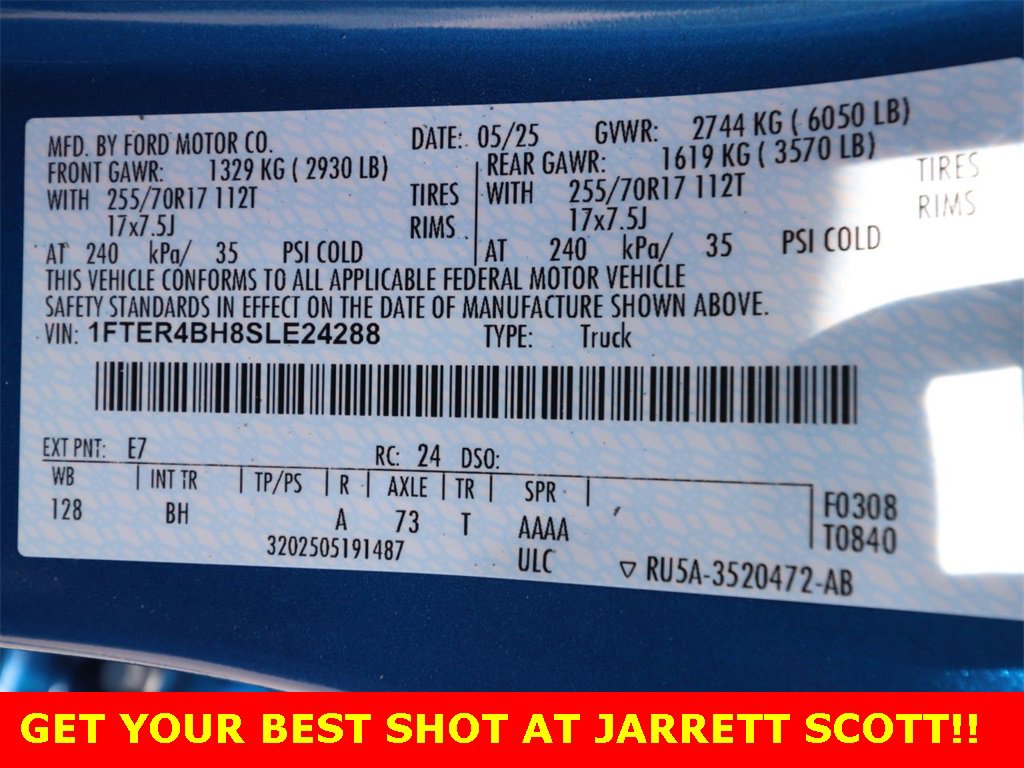 MFD. BY FORD MOTOR CO. DATE: 05/25 GVWR: 2744 KG ( 6050 LB)
FRONT GAWR: 1329 KG ( 2930 LB) REAR GAWR: 1619 KG ( 3570 LB)
WITH 255/70R17 112T TIRES WITH 255/70R17 112T TIRES
17x7.5J RIMS 17x7.5J RIMS
AT 240 kPa/ 35 PSI COLD AT 240 kPa/ 35 PSI COLD
THIS VEHICLE CONFORMS TO ALL APPLICABLE FEDERAL MOTOR VEHICLE
SAFETY STANDARDS IN EFFECT ON THE DATE OF MANUFACTURE SHOWN ABOVE.
VIN: 1FTER4BH8SLE24288 TYPE: Truck
EXT PNT: E7 RC: 24 DSO:
WB INT TR TP/PS R AXLE TR SPR
128 BH A 73 T AAAA
F0308
T0840
3202505191487 ULC
RU5A-3520472-AB
GET YOUR BEST SHOT AT JARRETT SCOTT!!